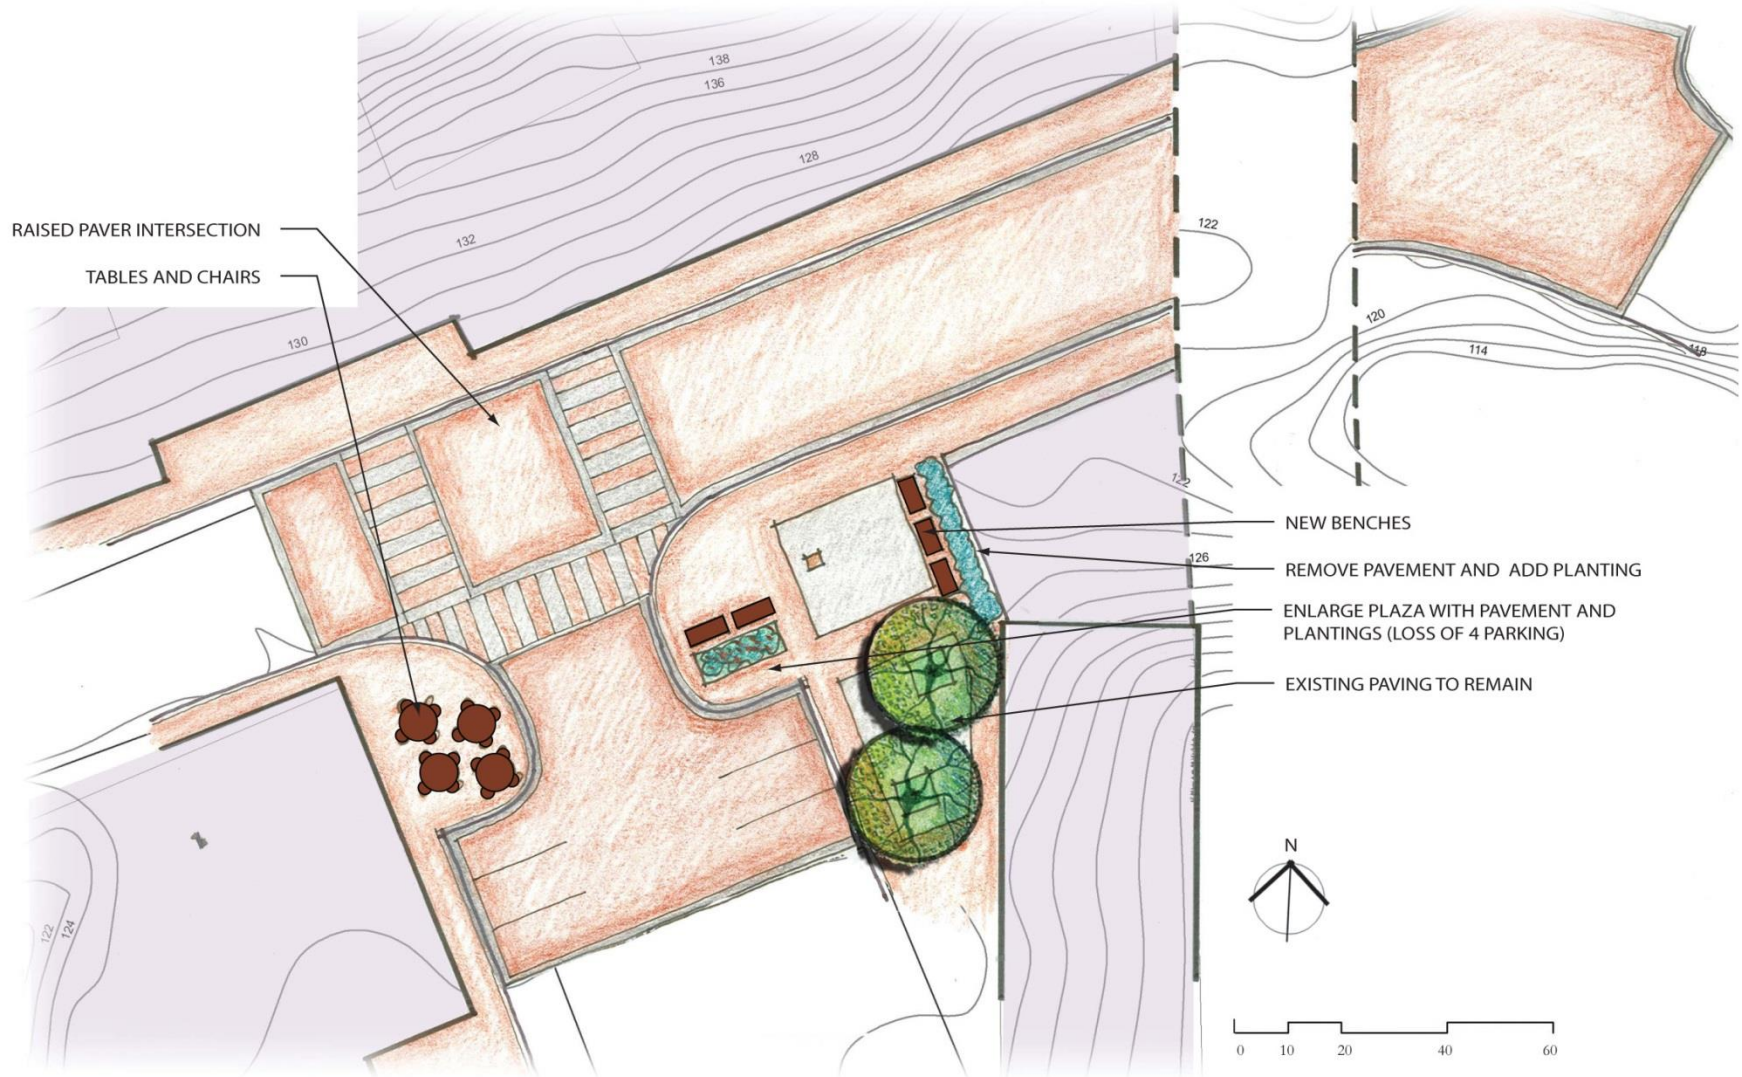 138
136
128
RAISED PAVER INTERSECTION
132
122
TABLES AND CHAIRS
120
130
114
118
122
NEW BENCHES
126
REMOVE PAVEMENT AND ADD PLANTING
ENLARGE PLAZA WITH PAVEMENT AND
PLANTINGS (LOSS OF 4 PARKING)
EXISTING PAVING TO REMAIN
N
122
124
0 10 20 40 60